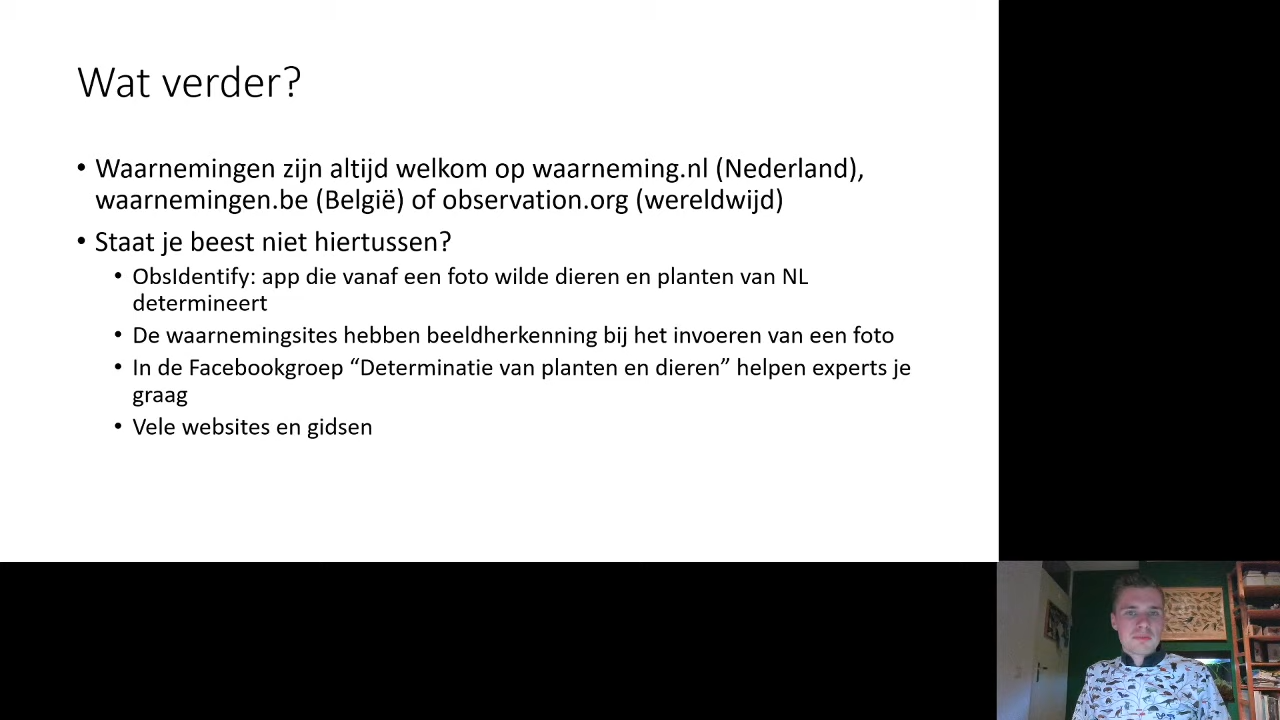 Wat verder?
• Waarnemingen zijn altijd welkom op waarneming.nl (Nederland),
waarnemingen.be (België) of observation.org (wereldwijd)
• Staat je beest niet hiertussen?
• ObsIdentify: app die vanaf een foto wilde dieren en planten van NL
determineert
• De waarnemingsites hebben beeldherkenning bij het invoeren van een foto
• In de Facebookgroep “Determinatie van planten en dieren” helpen experts je
graag
• Vele websites en gidsen